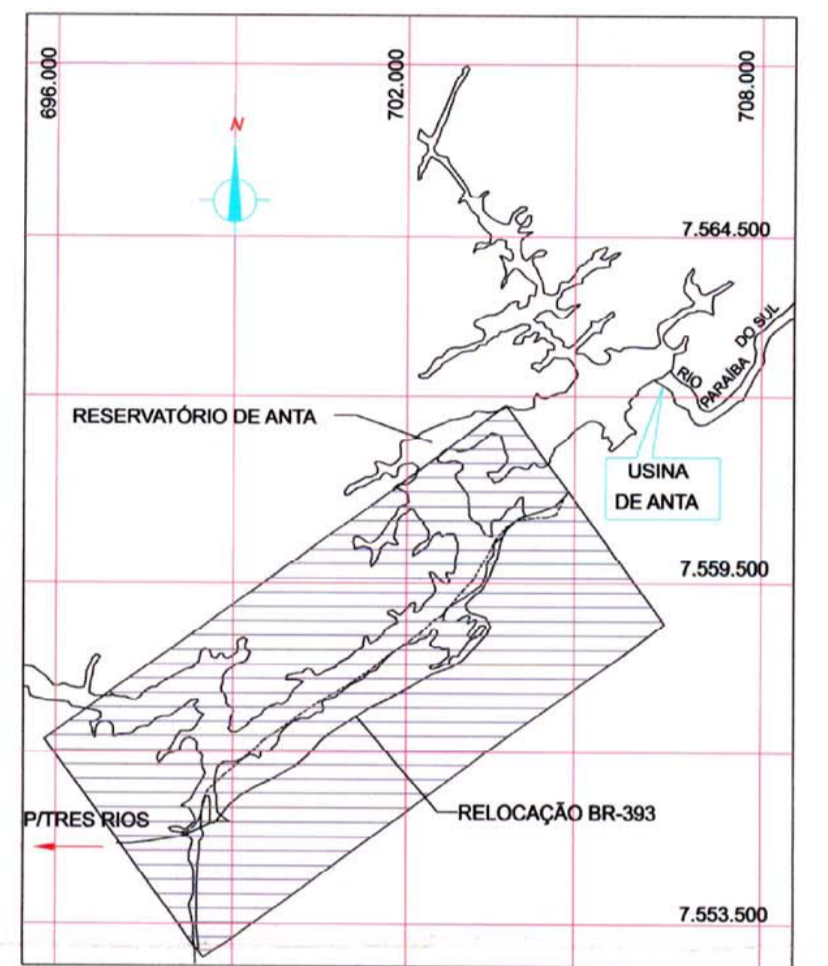 696.000
702.000
708.000
N
7.564.500
RIO
PARAÍBA
DO SUL
RESERVATÓRIO DE ANTA
USINA
DE ANTA
7.559.500
P/TRES RIOS
RELOCAÇÃO BR-393
7.553.500